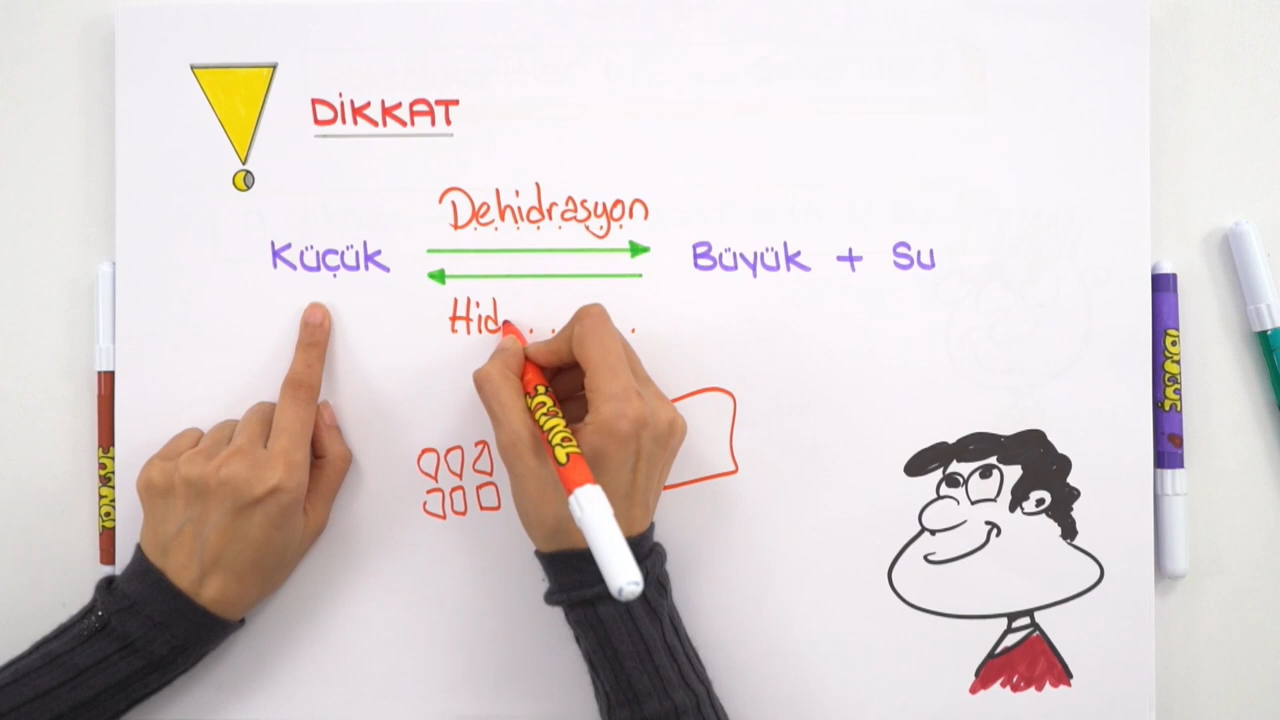 DİKKAT
Dehidrasyon
Küçük Büyük + Su
Hid . . .